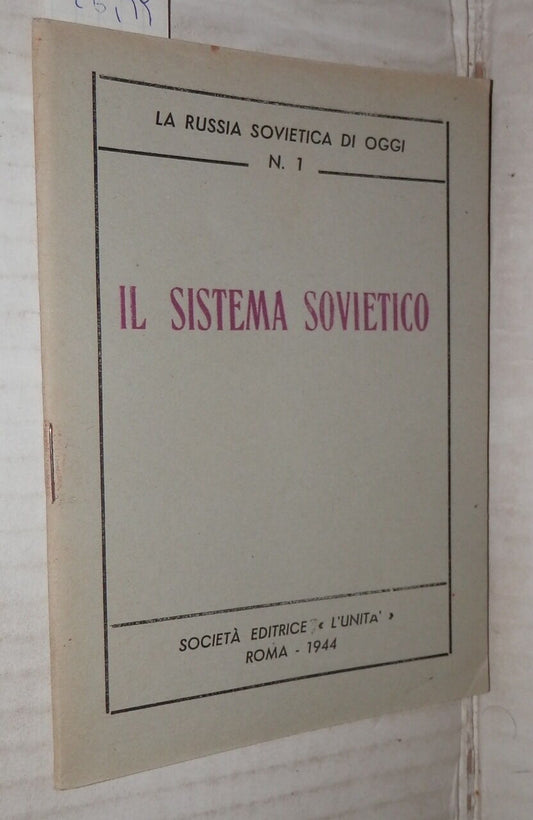 LA RUSSIA SOVIETICA DI OGGI
N. 1
IL SISTEMA SOVIETICO
SOCIETÀ EDITRICE « L'UNITA' »
ROMA - 1944